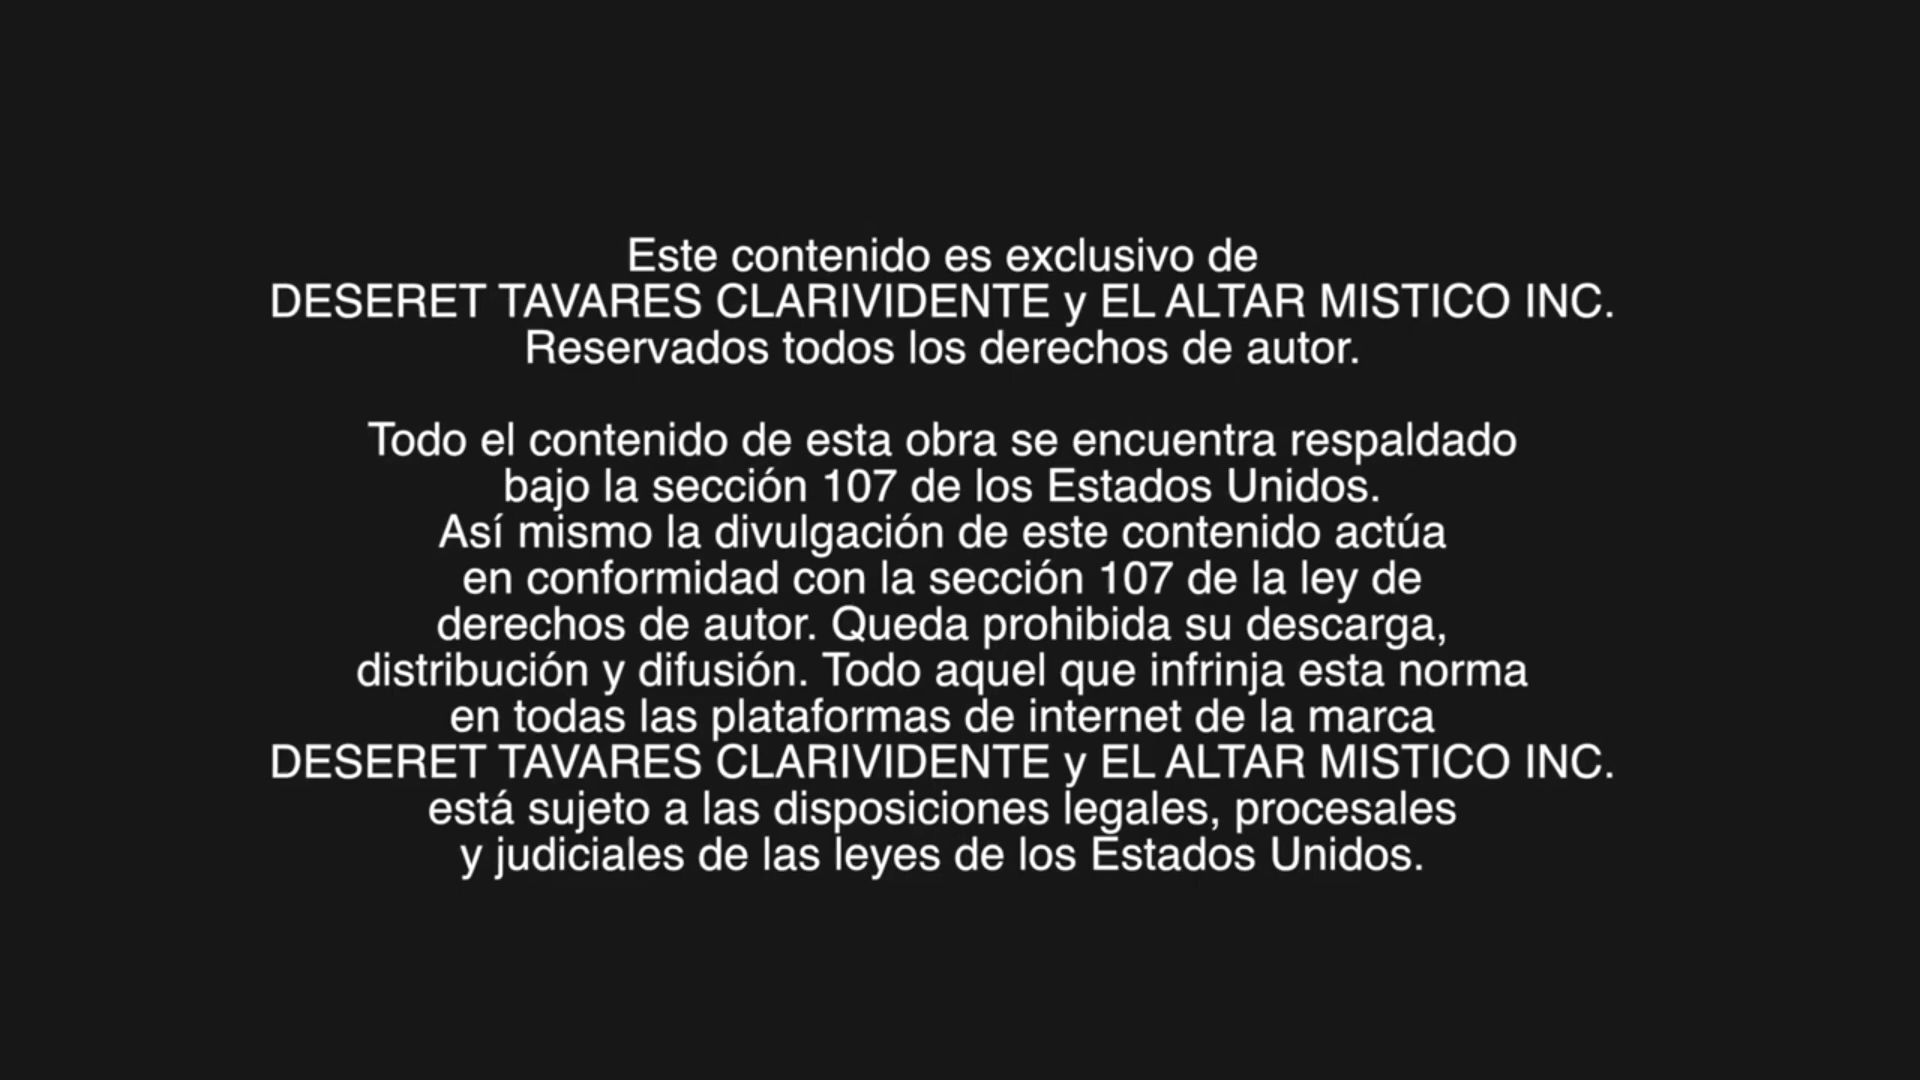 Este contenido es exclusivo de
DESERET TAVARES CLARIVIDENTE y EL ALTAR MISTICO INC.
Reservados todos los derechos de autor.
Todo el contenido de esta obra se encuentra respaldado
bajo la sección 107 de los Estados Unidos.
Así mismo la divulgación de este contenido actúa
en conformidad con la sección 107 de la ley de
derechos de autor. Queda prohibida su descarga,
distribución y difusión. Todo aquel que infrinja esta norma
en todas las plataformas de internet de la marca
DESERET TAVARES CLARIVIDENTE y EL ALTAR MISTICO INC.
está sujeto a las disposiciones legales, procesales
y judiciales de las leyes de los Estados Unidos.